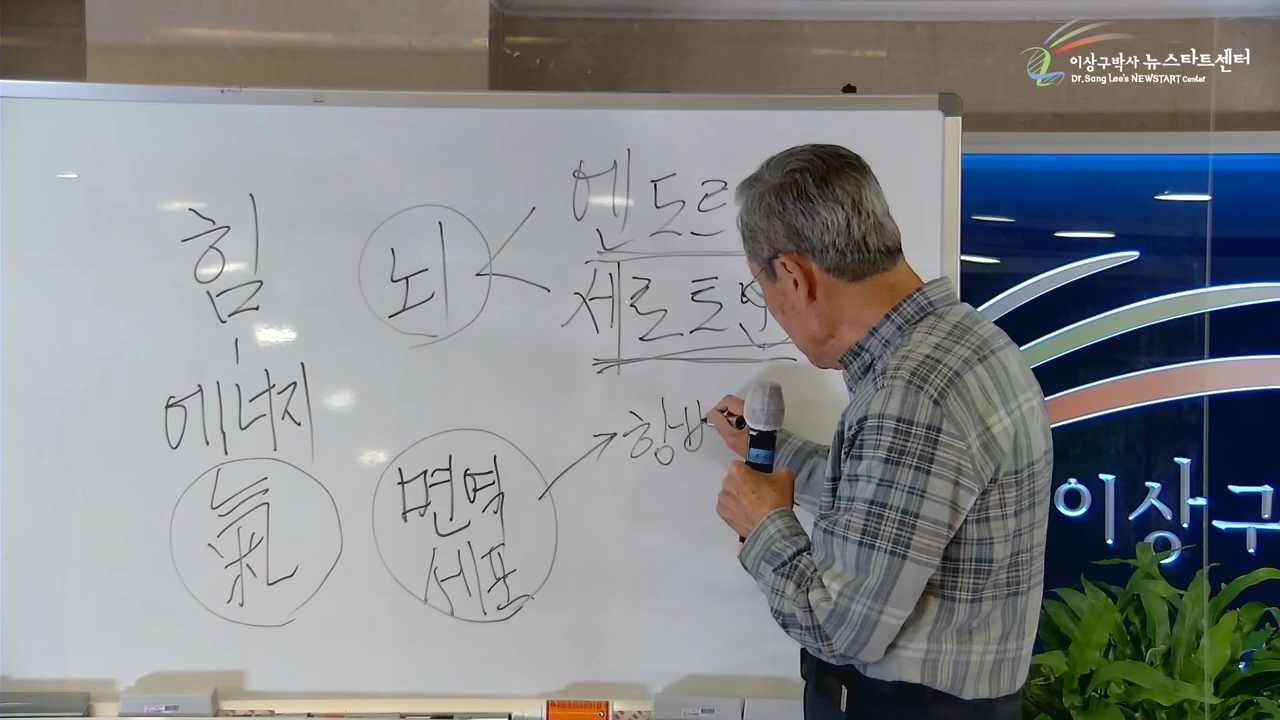 이상구박사 뉴스타트센터
Dr. Sang Lee's NEWSTART Center
힘
에너지
氣
뇌
엔도르
세로토닌
면역
세포
항
이상구